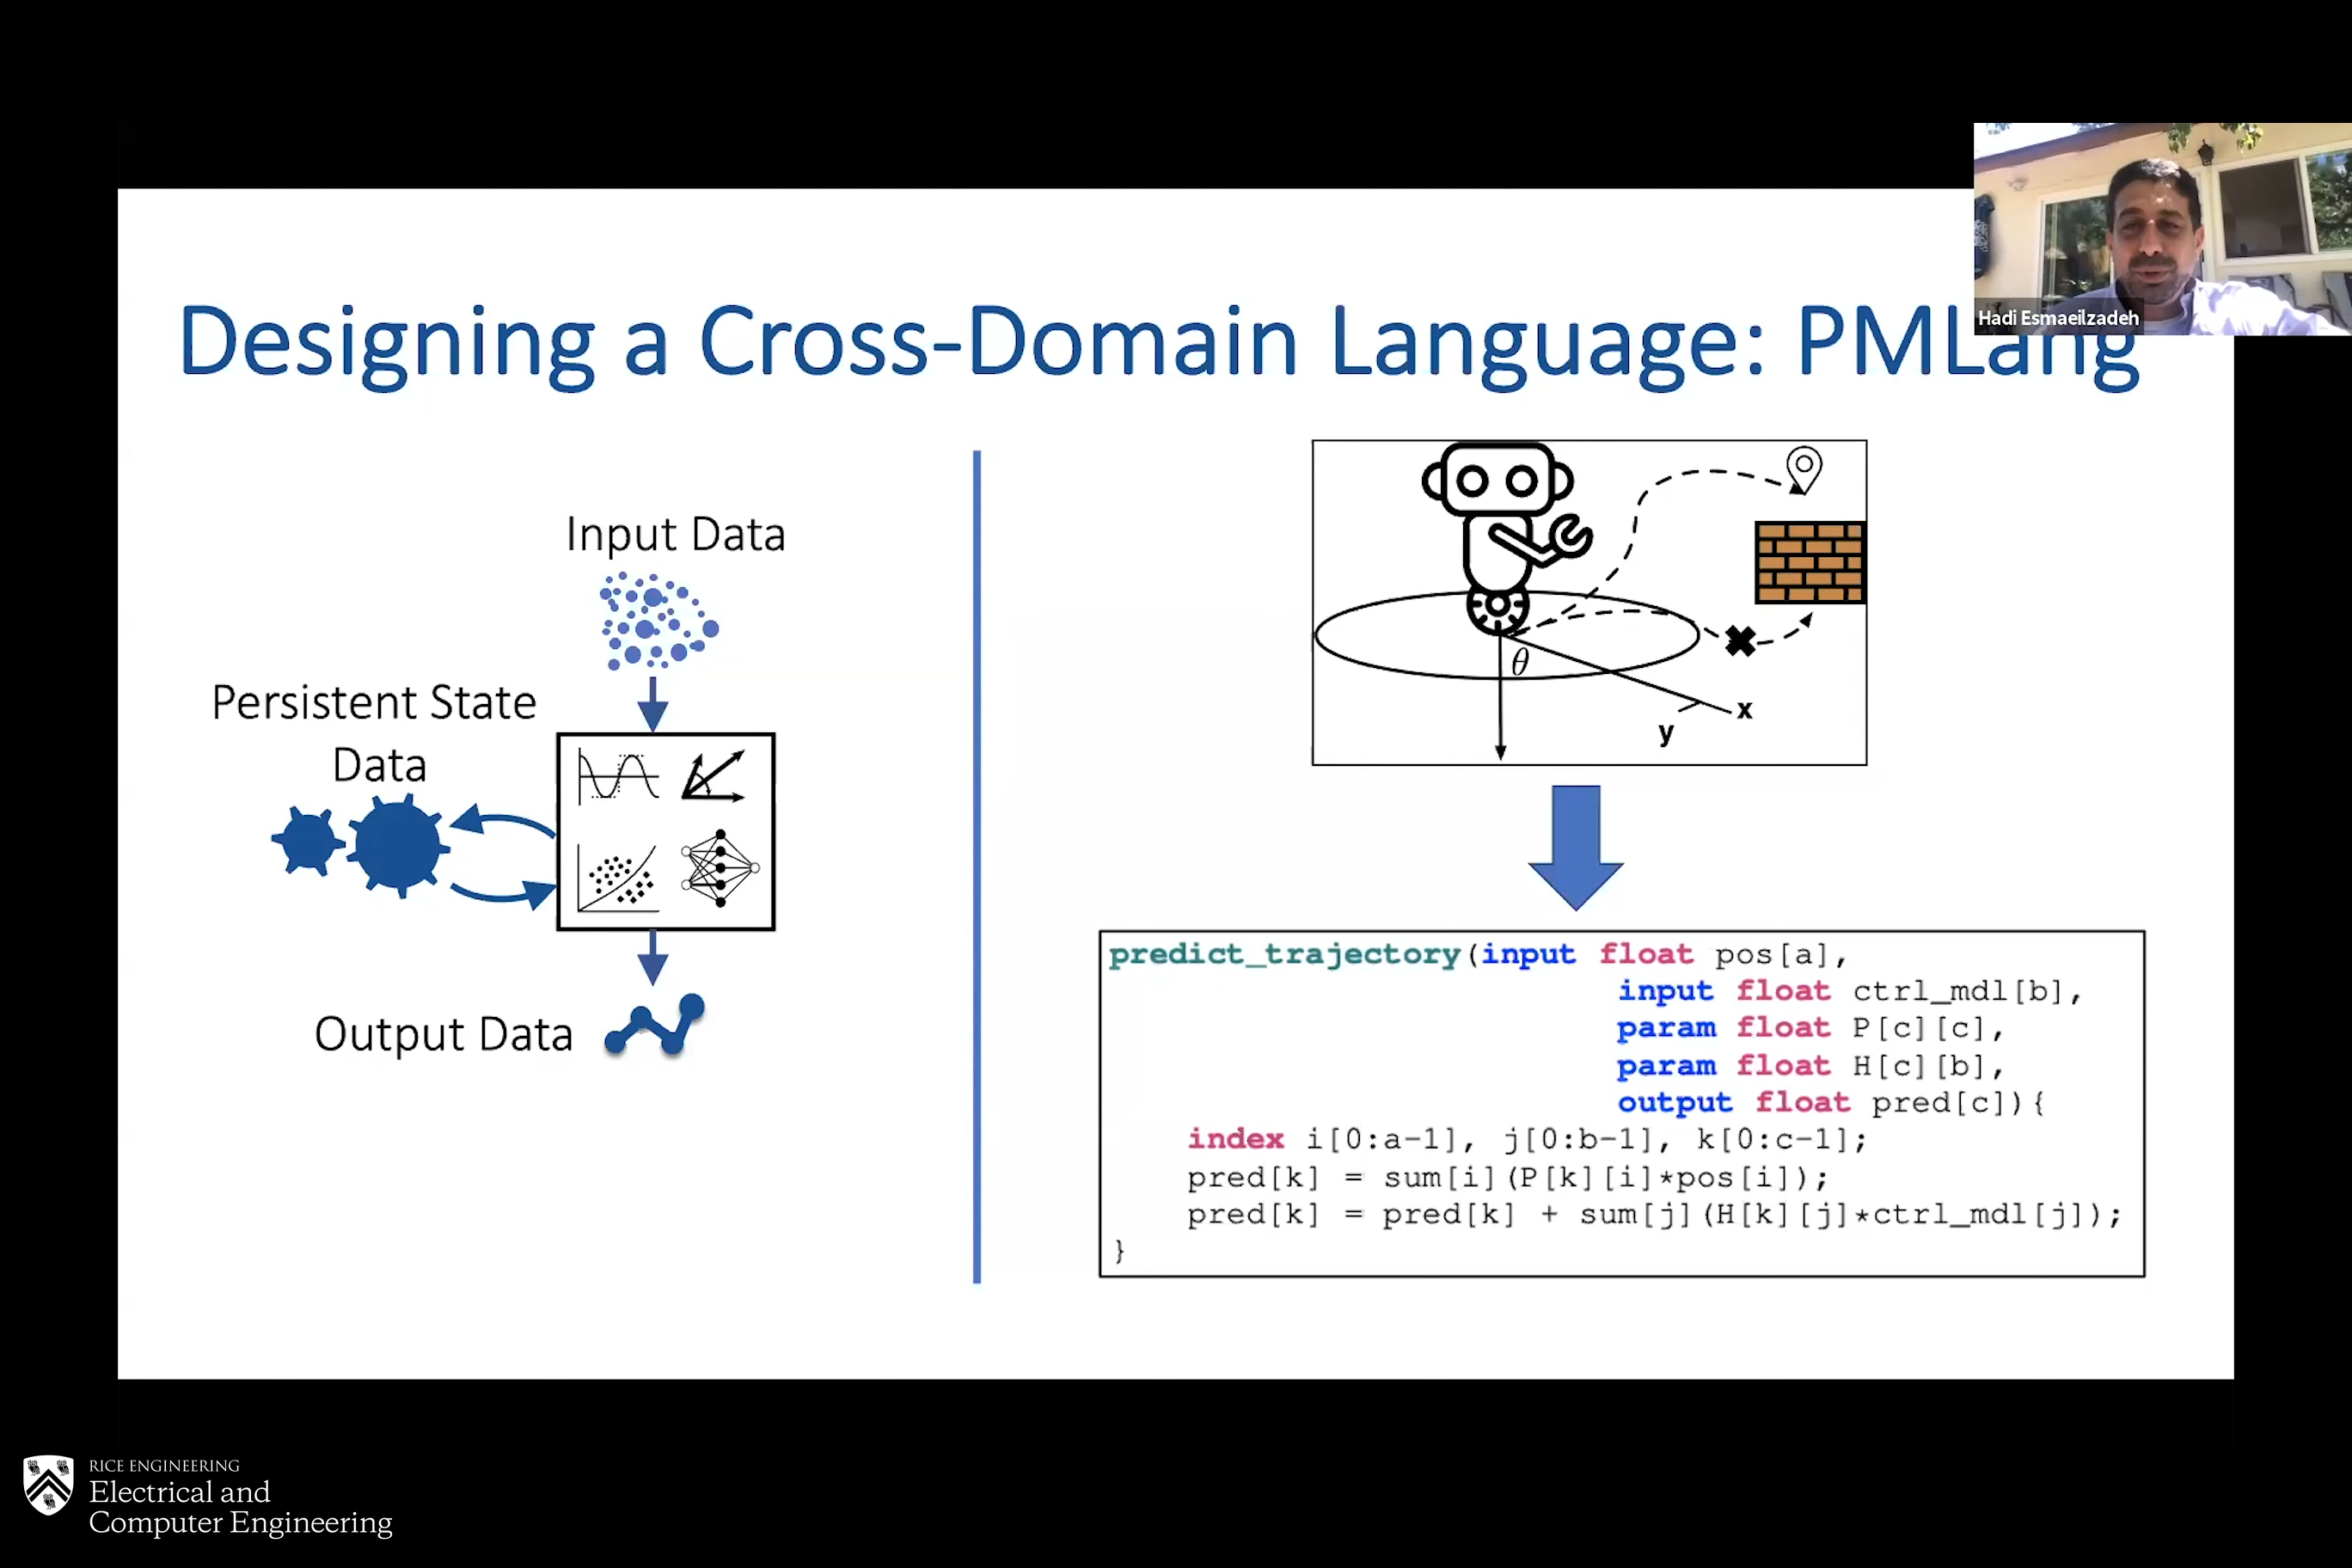 Hadi Esmaeilzadeh
Designing a Cross-Domain Language: PMLang
Input Data
Persistent State
Data
Output Data
θ
x
y
predict_trajectory(input float pos[a],
input float ctrl_mdl[b],
param float P[c][c],
param float H[c][b],
output float pred[c]){
index i[0:a-1], j[0:b-1], k[0:c-1];
pred[k] = sum[i](P[k][i]*pos[i]);
pred[k] = pred[k] + sum[j](H[k][j]*ctrl_mdl[j]);
}
RICE ENGINEERING
Electrical and
Computer Engineering